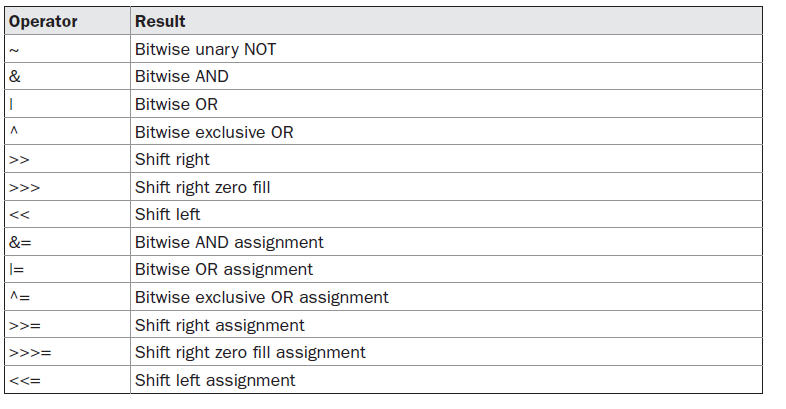 Operator Result
~ Bitwise unary NOT
& Bitwise AND
| Bitwise OR
^ Bitwise exclusive OR
>> Shift right
>>> Shift right zero fill
<< Shift left
&= Bitwise AND assignment
|= Bitwise OR assignment
^= Bitwise exclusive OR assignment
>>= Shift right assignment
>>>= Shift right zero fill assignment
<<= Shift left assignment